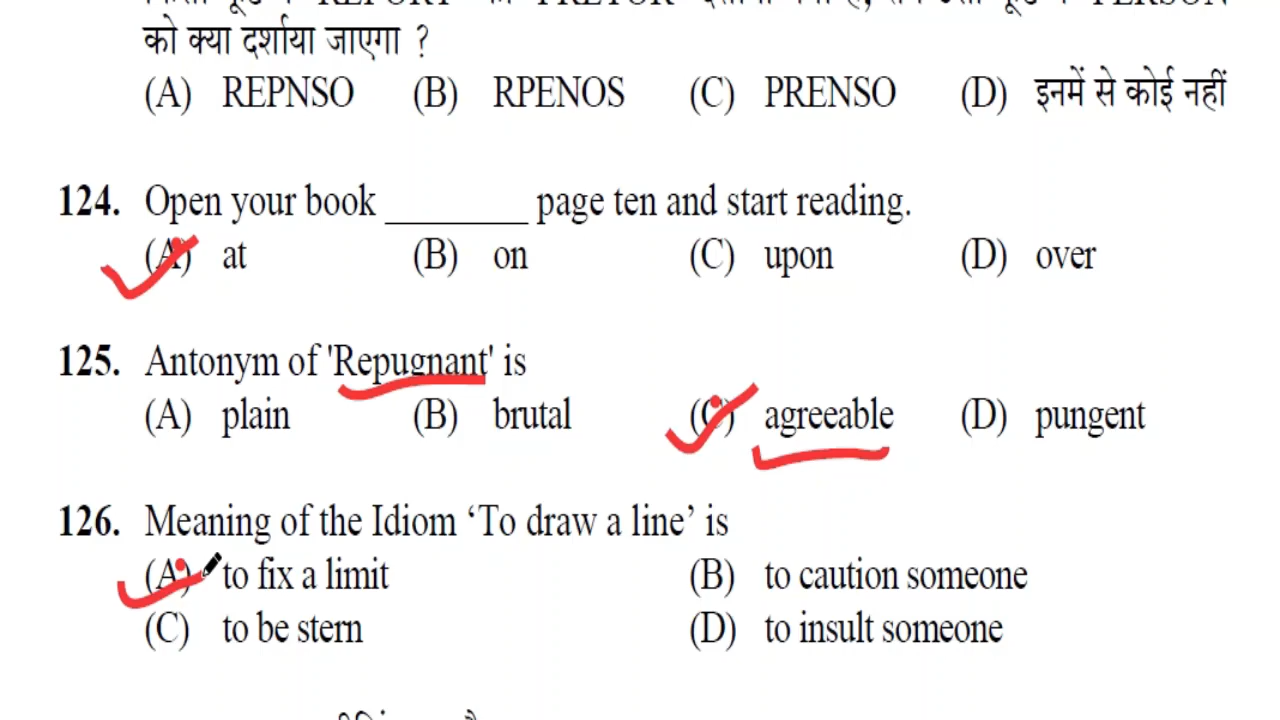 को क्या दर्शाया जाएगा ?
(A) REPNSO (B) RPENOS (C) PRENSO (D) इनमें से कोई नहीं
124. Open your book _______ page ten and start reading.
(A) at (B) on (C) upon (D) over
125. Antonym of 'Repugnant' is
(A) plain (B) brutal (C) agreeable (D) pungent
126. Meaning of the Idiom ‘To draw a line’ is
(A) to fix a limit (B) to caution someone
(C) to be stern (D) to insult someone